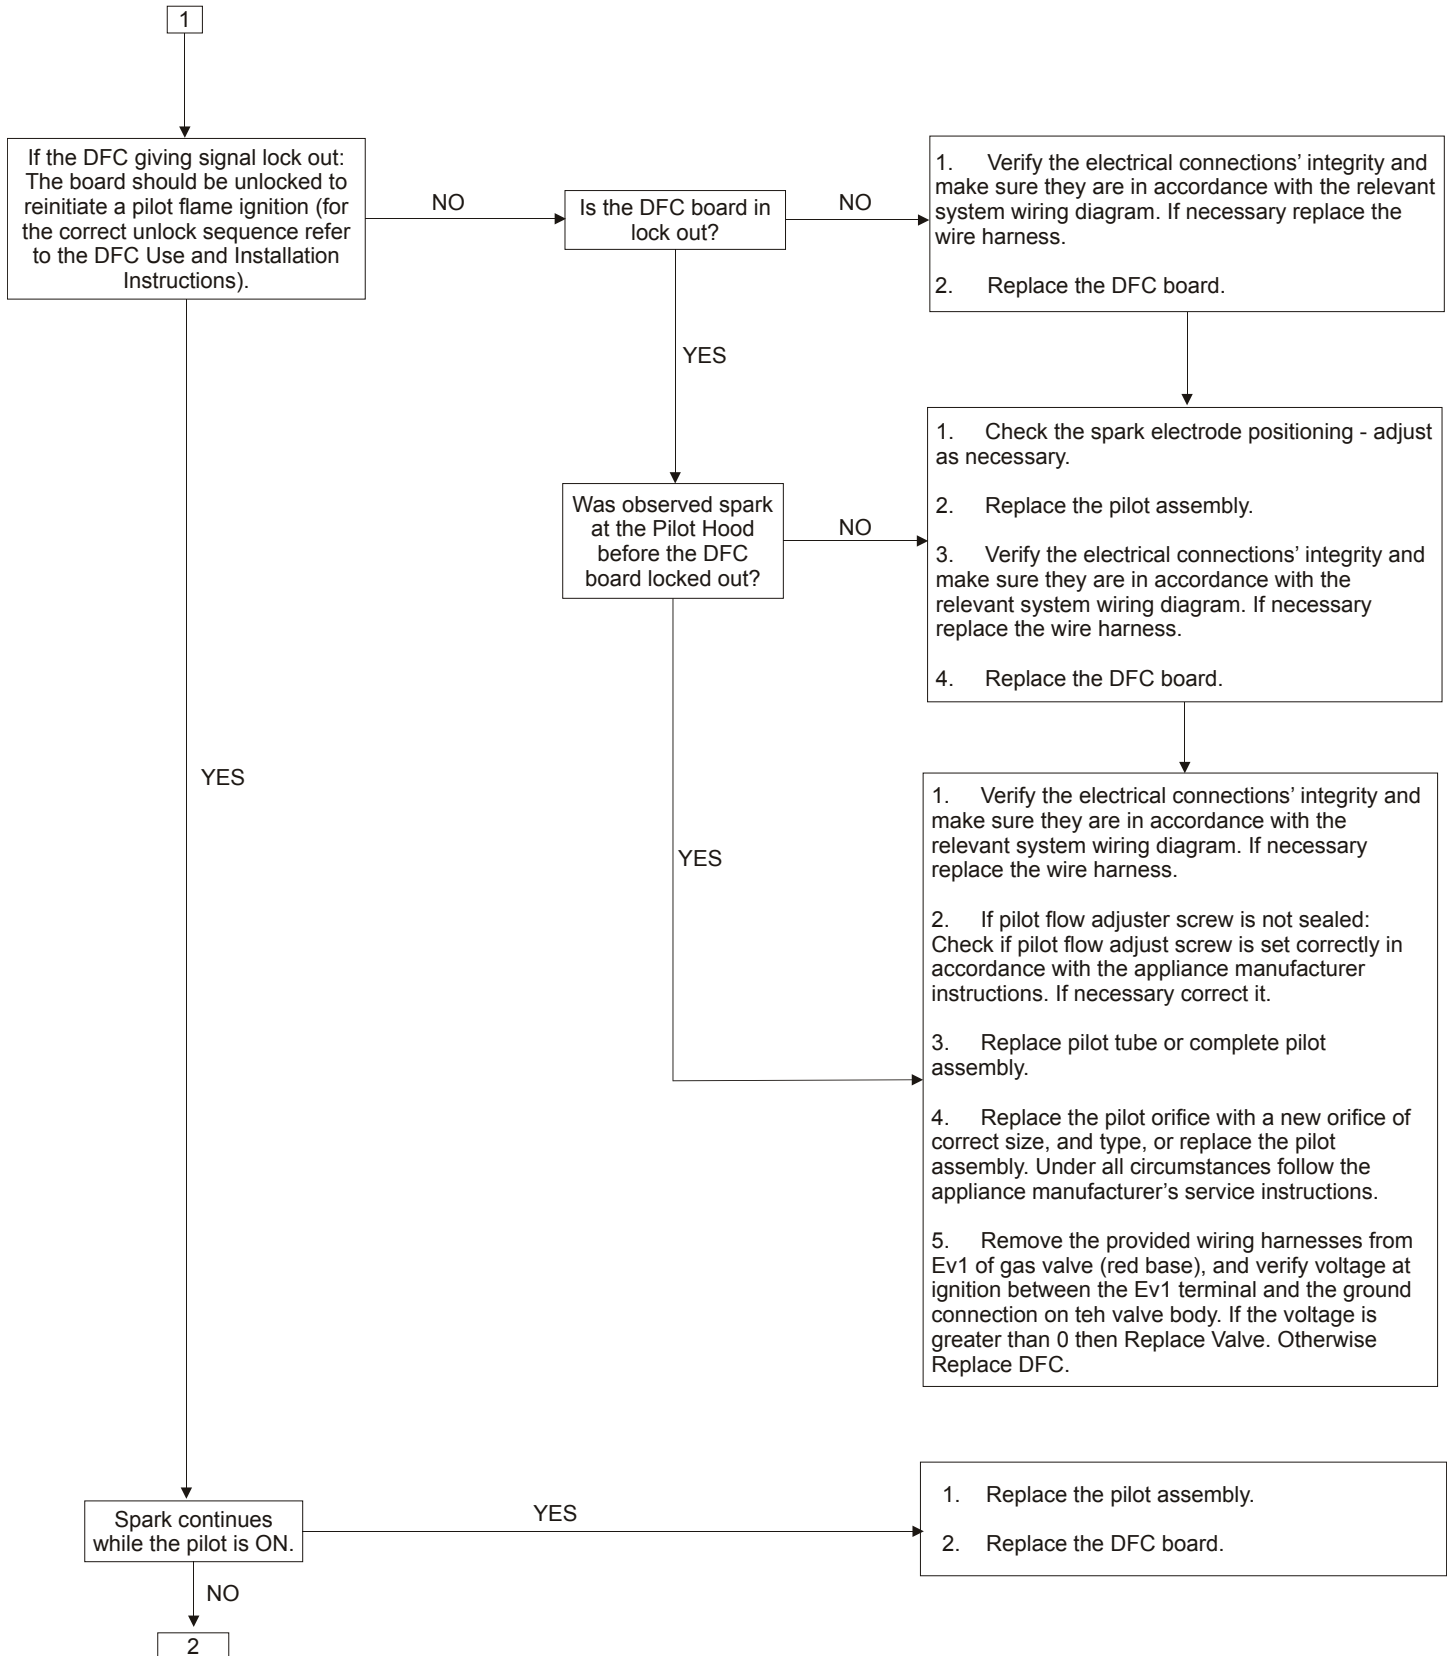 1
If the DFC giving signal lock out:
The board should be unlocked to
reinitiate a pilot flame ignition (for
the correct unlock sequence refer
to the DFC Use and Installation
Instructions).
NO
Is the DFC board in
lock out?
NO
1. Verify the electrical connections’ integrity and
make sure they are in accordance with the relevant
system wiring diagram. If necessary replace the
wire harness.
2. Replace the DFC board.
YES
Was observed spark
at the Pilot Hood
before the DFC
board locked out?
NO
1. Check the spark electrode positioning - adjust
as necessary.
2. Replace the pilot assembly.
3. Verify the electrical connections’ integrity and
make sure they are in accordance with the
relevant system wiring diagram. If necessary
replace the wire harness.
4. Replace the DFC board.
YES
YES
1. Verify the electrical connections’ integrity and
make sure they are in accordance with the
relevant system wiring diagram. If necessary
replace the wire harness.
2. If pilot flow adjuster screw is not sealed:
Check if pilot flow adjust screw is set correctly in
accordance with the appliance manufacturer
instructions. If necessary correct it.
3. Replace pilot tube or complete pilot
assembly.
4. Replace the pilot orifice with a new orifice of
correct size, and type, or replace the pilot
assembly. Under all circumstances follow the
appliance manufacturer’s service instructions.
5. Remove the provided wiring harnesses from
Ev1 of gas valve (red base), and verify voltage at
ignition between the Ev1 terminal and the ground
connection on teh valve body. If the voltage is
greater than 0 then Replace Valve. Otherwise
Replace DFC.
Spark continues
while the pilot is ON.
YES
1. Replace the pilot assembly.
2. Replace the DFC board.
NO
2